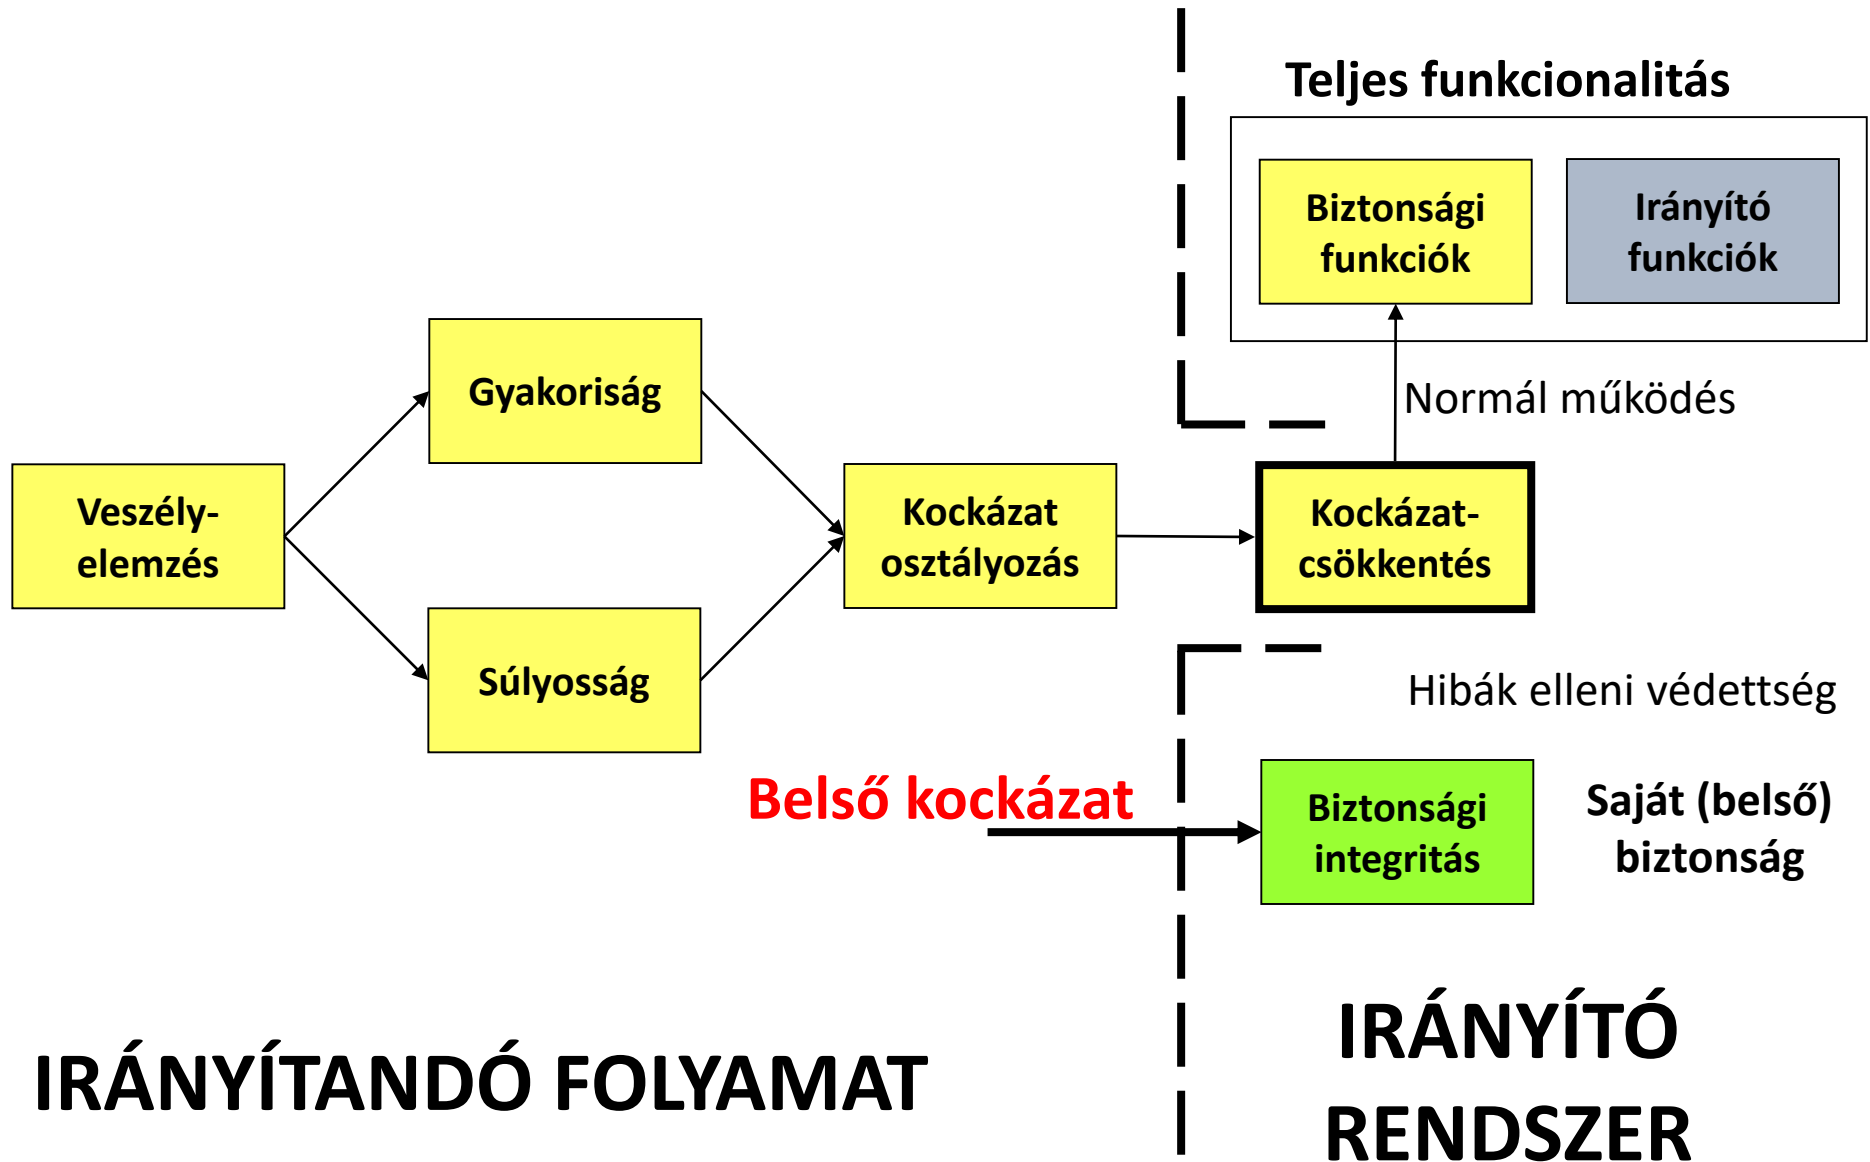 Teljes funkcionalitás
Biztonsági
funkciók
Irányító
funkciók
Normál működés
Gyakoriság
Veszély-
elemzés
Súlyosság
Kockázat
osztályozás
Kockázat-
csökkentés
Hibák elleni védettség
Belső kockázat
Biztonsági
integritás
Saját (belső)
biztonság
IRÁNYÍTANDÓ FOLYAMAT
IRÁNYÍTÓ
RENDSZER